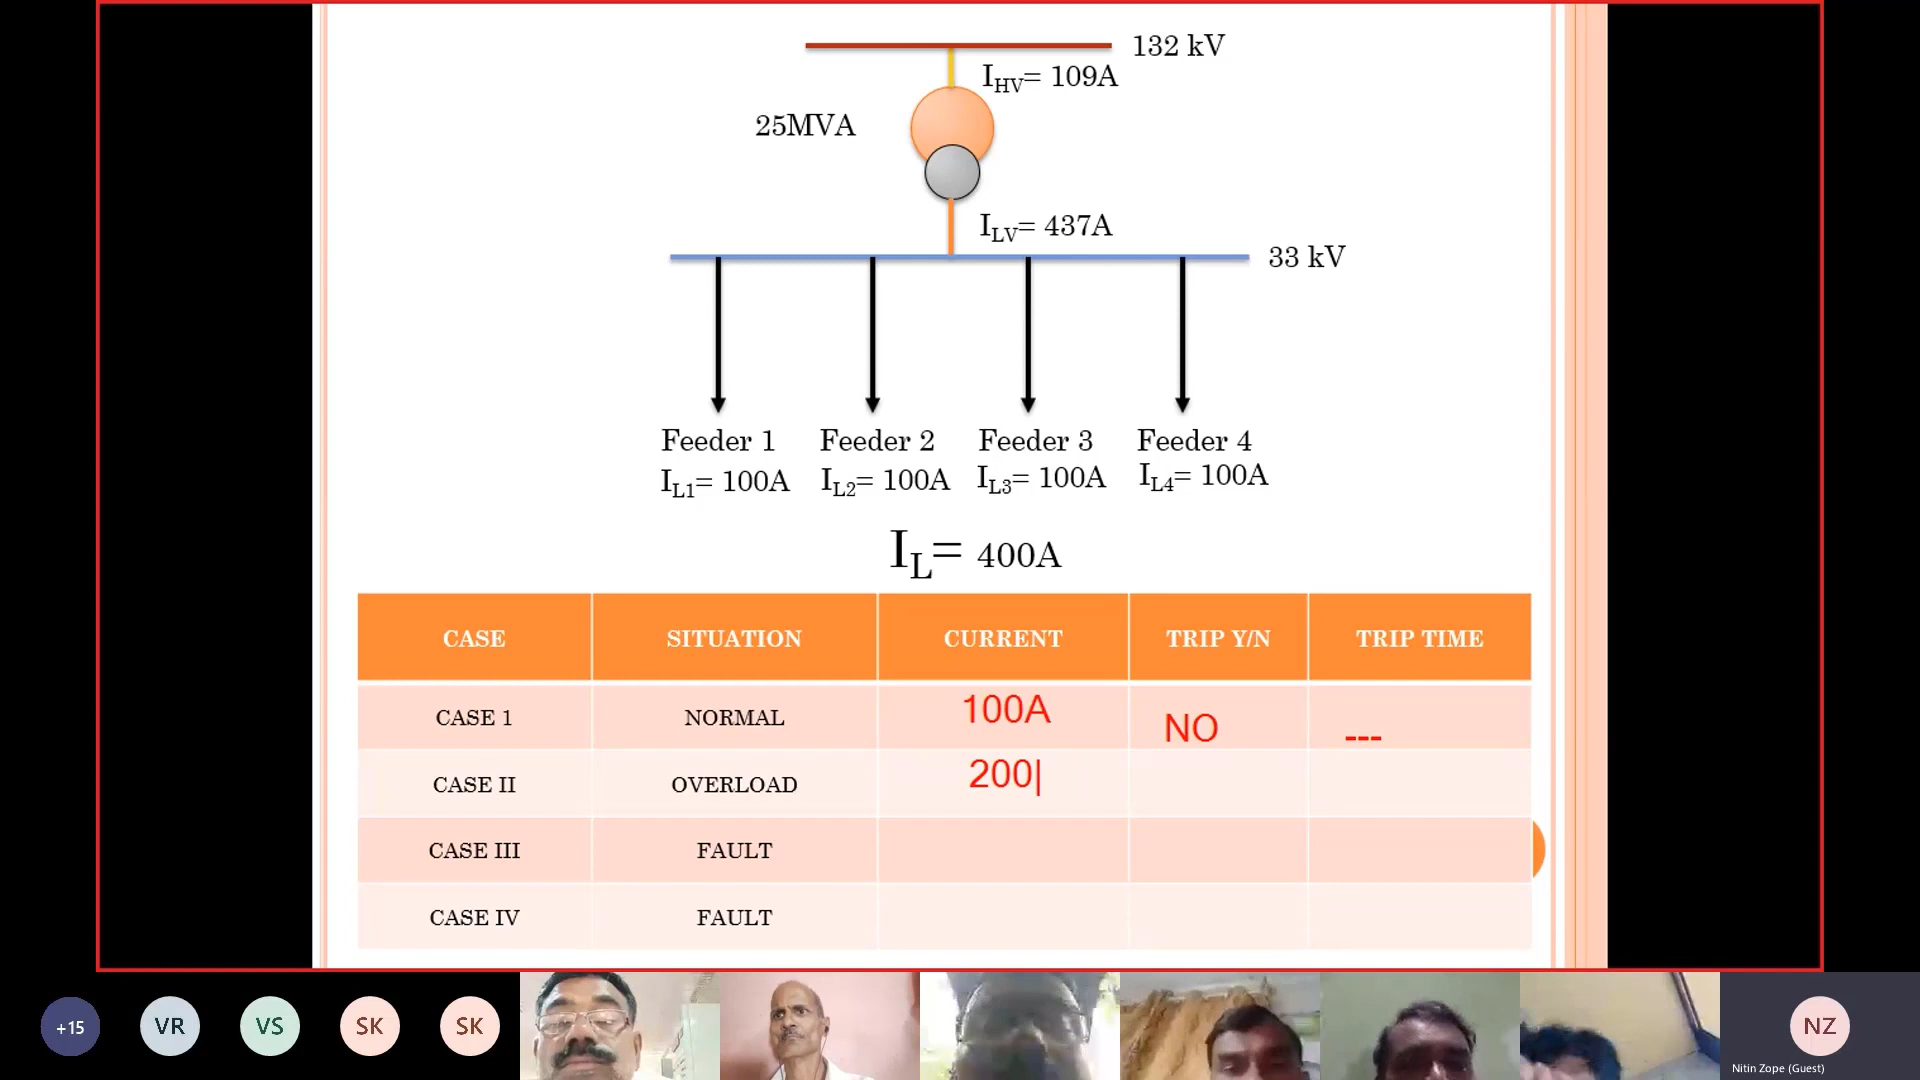 132 kV
IHV= 109A
25MVA
ILV= 437A
33 kV
Feeder 1 Feeder 2 Feeder 3 Feeder 4
IL1= 100A IL2= 100A IL3= 100A IL4= 100A
IL= 400A
CASE SITUATION CURRENT TRIP Y/N TRIP TIME
CASE 1 NORMAL 100A NO ---
CASE II OVERLOAD 200
CASE III FAULT
CASE IV FAULT
+15 VR VS SK SK NZ
Nitin Zope (Guest)